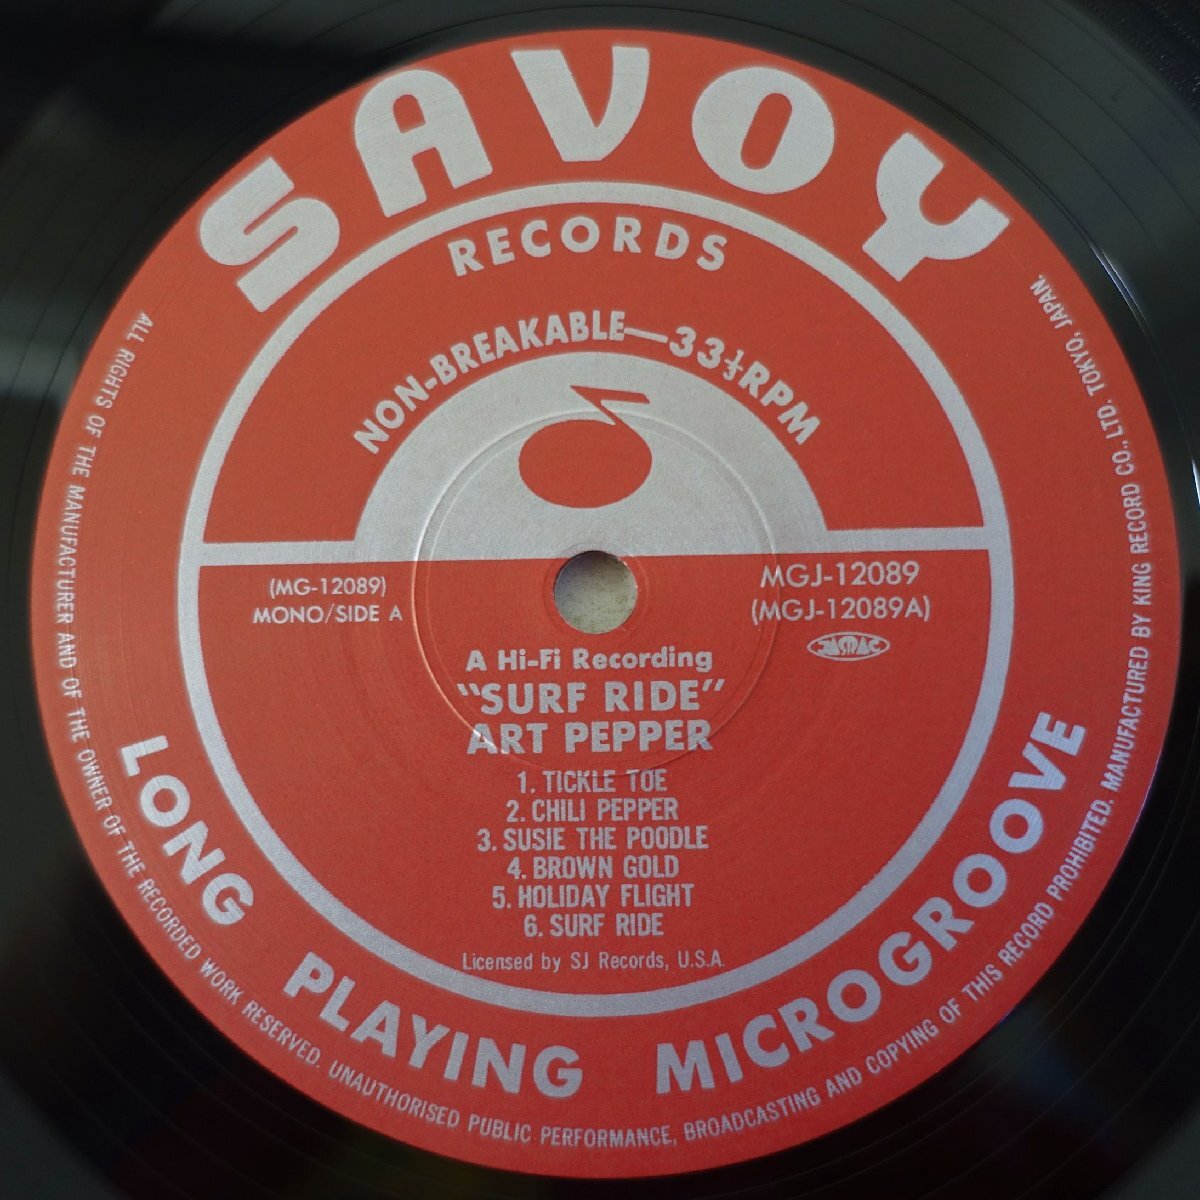 SAVOY
RECORDS
NON-BREAKABLE—33⅓RPM
(MG-12089)
MONO/SIDE A
MGJ-12089
(MGJ-12089A)
JASRAC
A Hi-Fi Recording
"SURF RIDE"
ART PEPPER
1. TICKLE TOE
2. CHILI PEPPER
3. SUSIE THE POODLE
4. BROWN GOLD
5. HOLIDAY FLIGHT
6. SURF RIDE
Licensed by SJ Records, U.S.A.
LONG PLAYING MICROGROOVE
ALL RIGHTS OF THE MANUFACTURER AND OF THE OWNER OF THE RECORDED WORK RESERVED. UNAUTHORISED PUBLIC PERFORMANCE, BROADCASTING AND COPYING OF THIS RECORD PROHIBITED. MANUFACTURED BY KING RECORD CO., LTD. TOKYO, JAPAN.